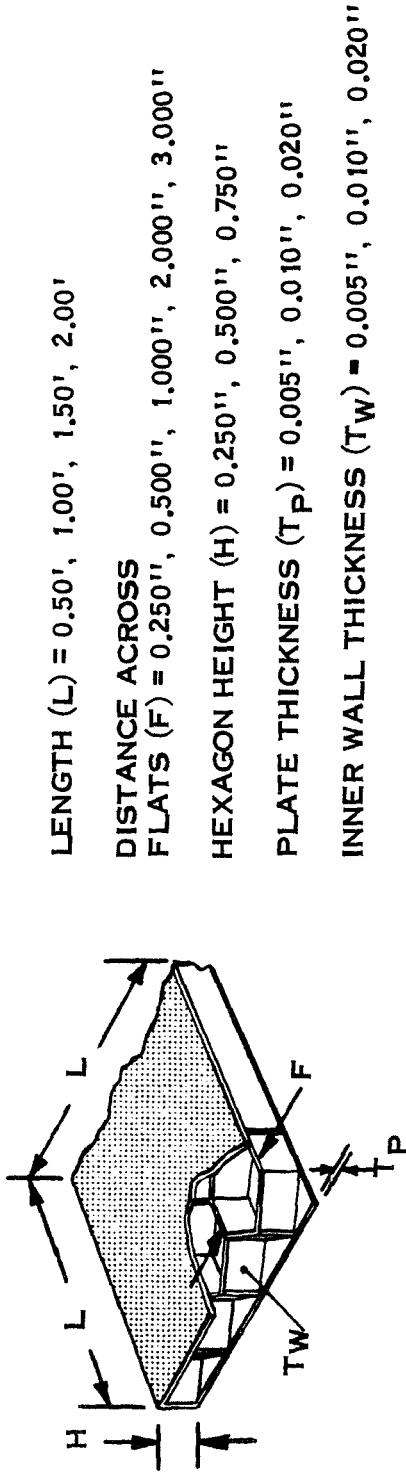 LENGTH (L) = 0.50', 1.00', 1.50', 2.00'
DISTANCE ACROSS
FLATS (F) = 0.250'', 0.500'', 1.000'', 2.000'', 3.000''
HEXAGON HEIGHT (H) = 0.250'', 0.500'', 0.750''
PLATE THICKNESS (TP) = 0.005'', 0.010'', 0.020''
INNER WALL THICKNESS (TW) = 0.005'', 0.010'', 0.020''
H
L
L
F
TW
TP